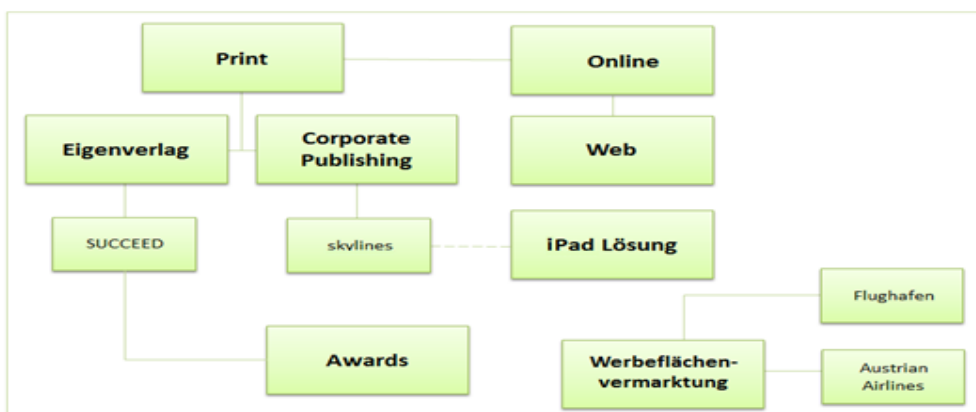 Print
Online
Eigenverlag
Corporate
Publishing
Web
SUCCEED
skylines
iPad Lösung
Flughafen
Awards
Werbeflächen-
vermarktung
Austrian
Airlines